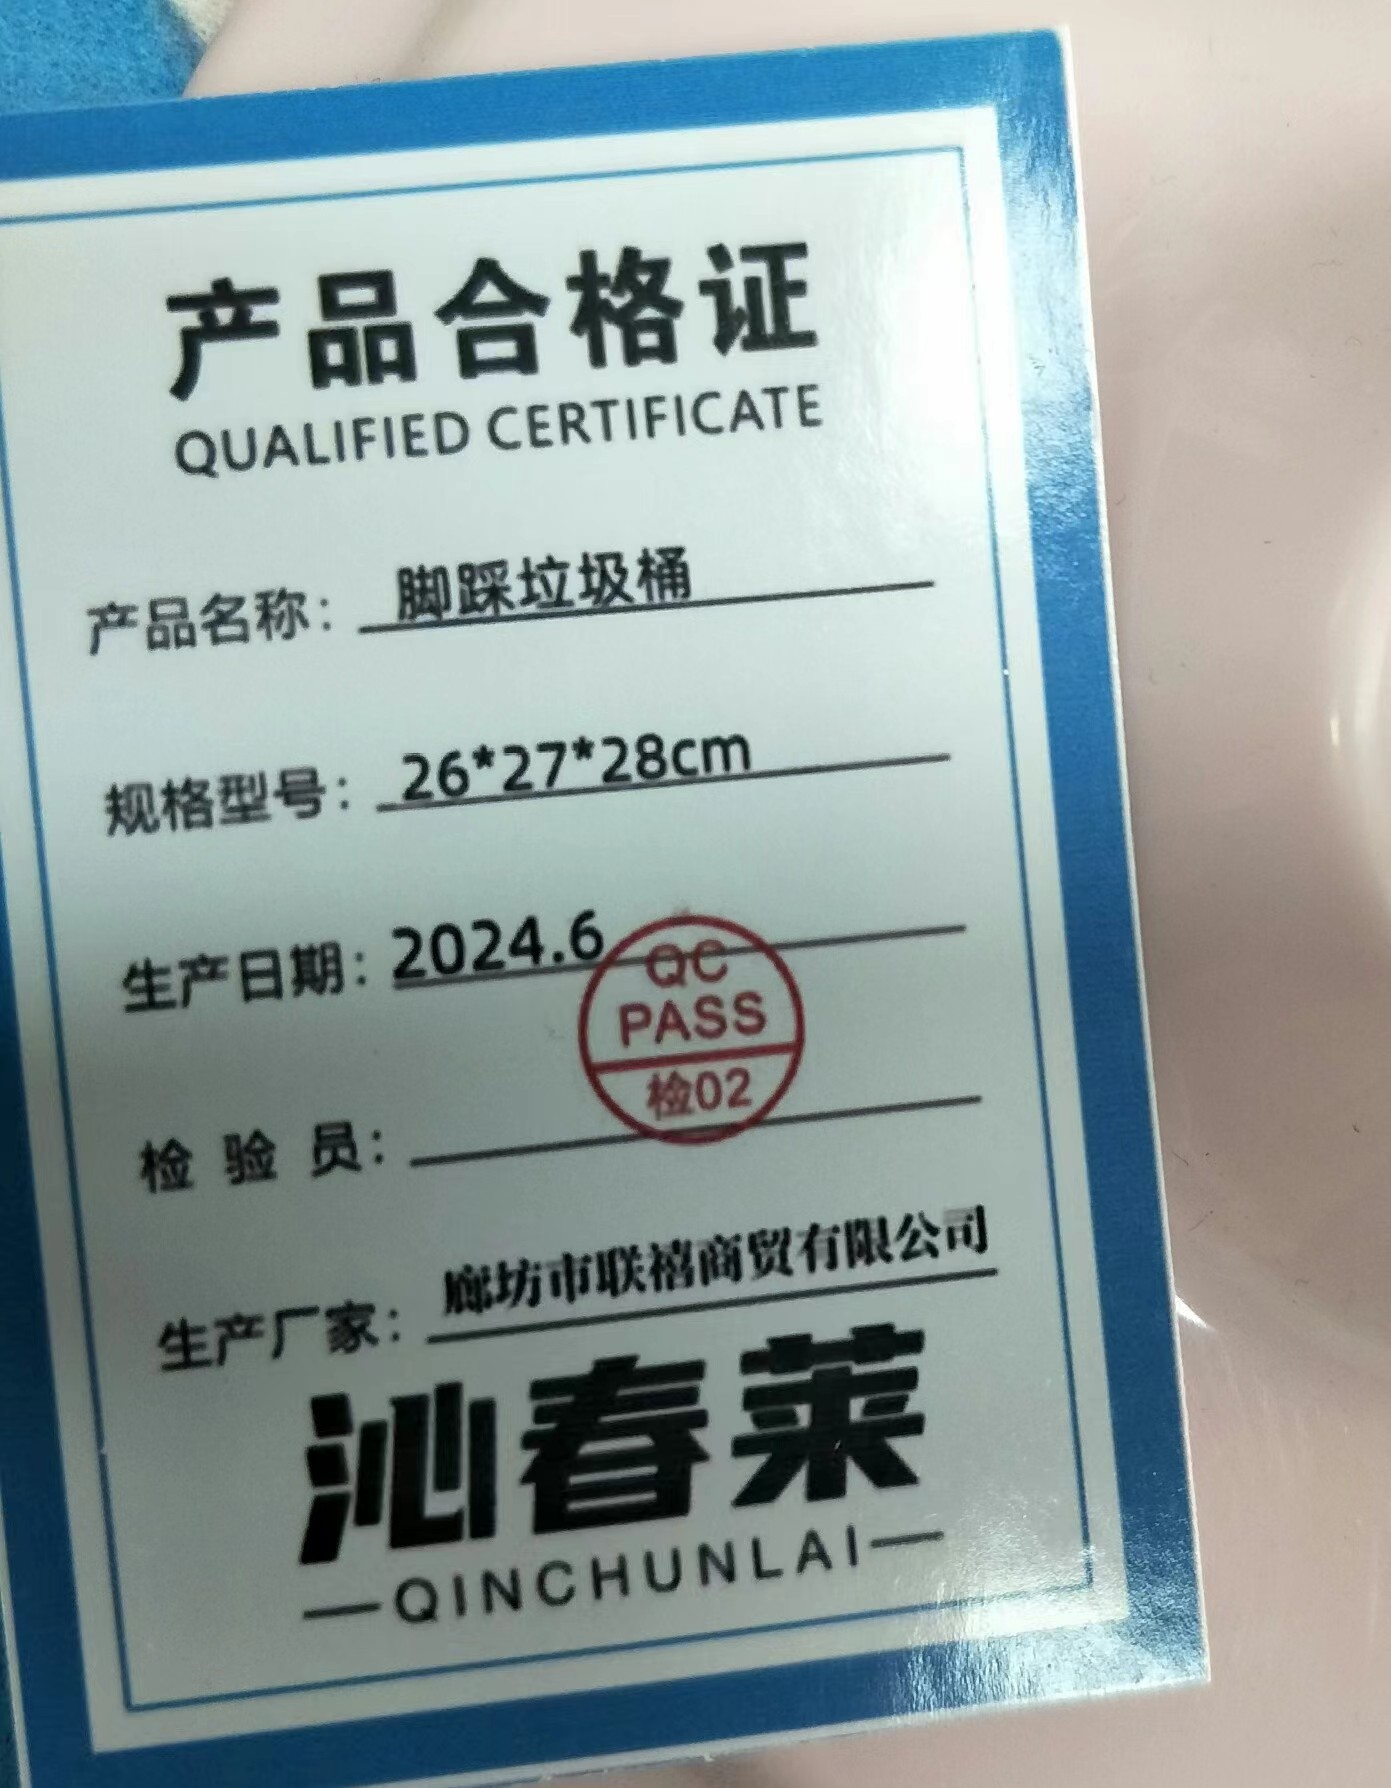 产品合格证
QUALIFIED CERTIFICATE
产品名称：脚踩垃圾桶
规格型号：26*27*28cm
生产日期：2024.6
QC
PASS
检02
检验员：
生产厂家：廊坊市联禧商贸有限公司
沁春莱
—QINCHUNLAI—